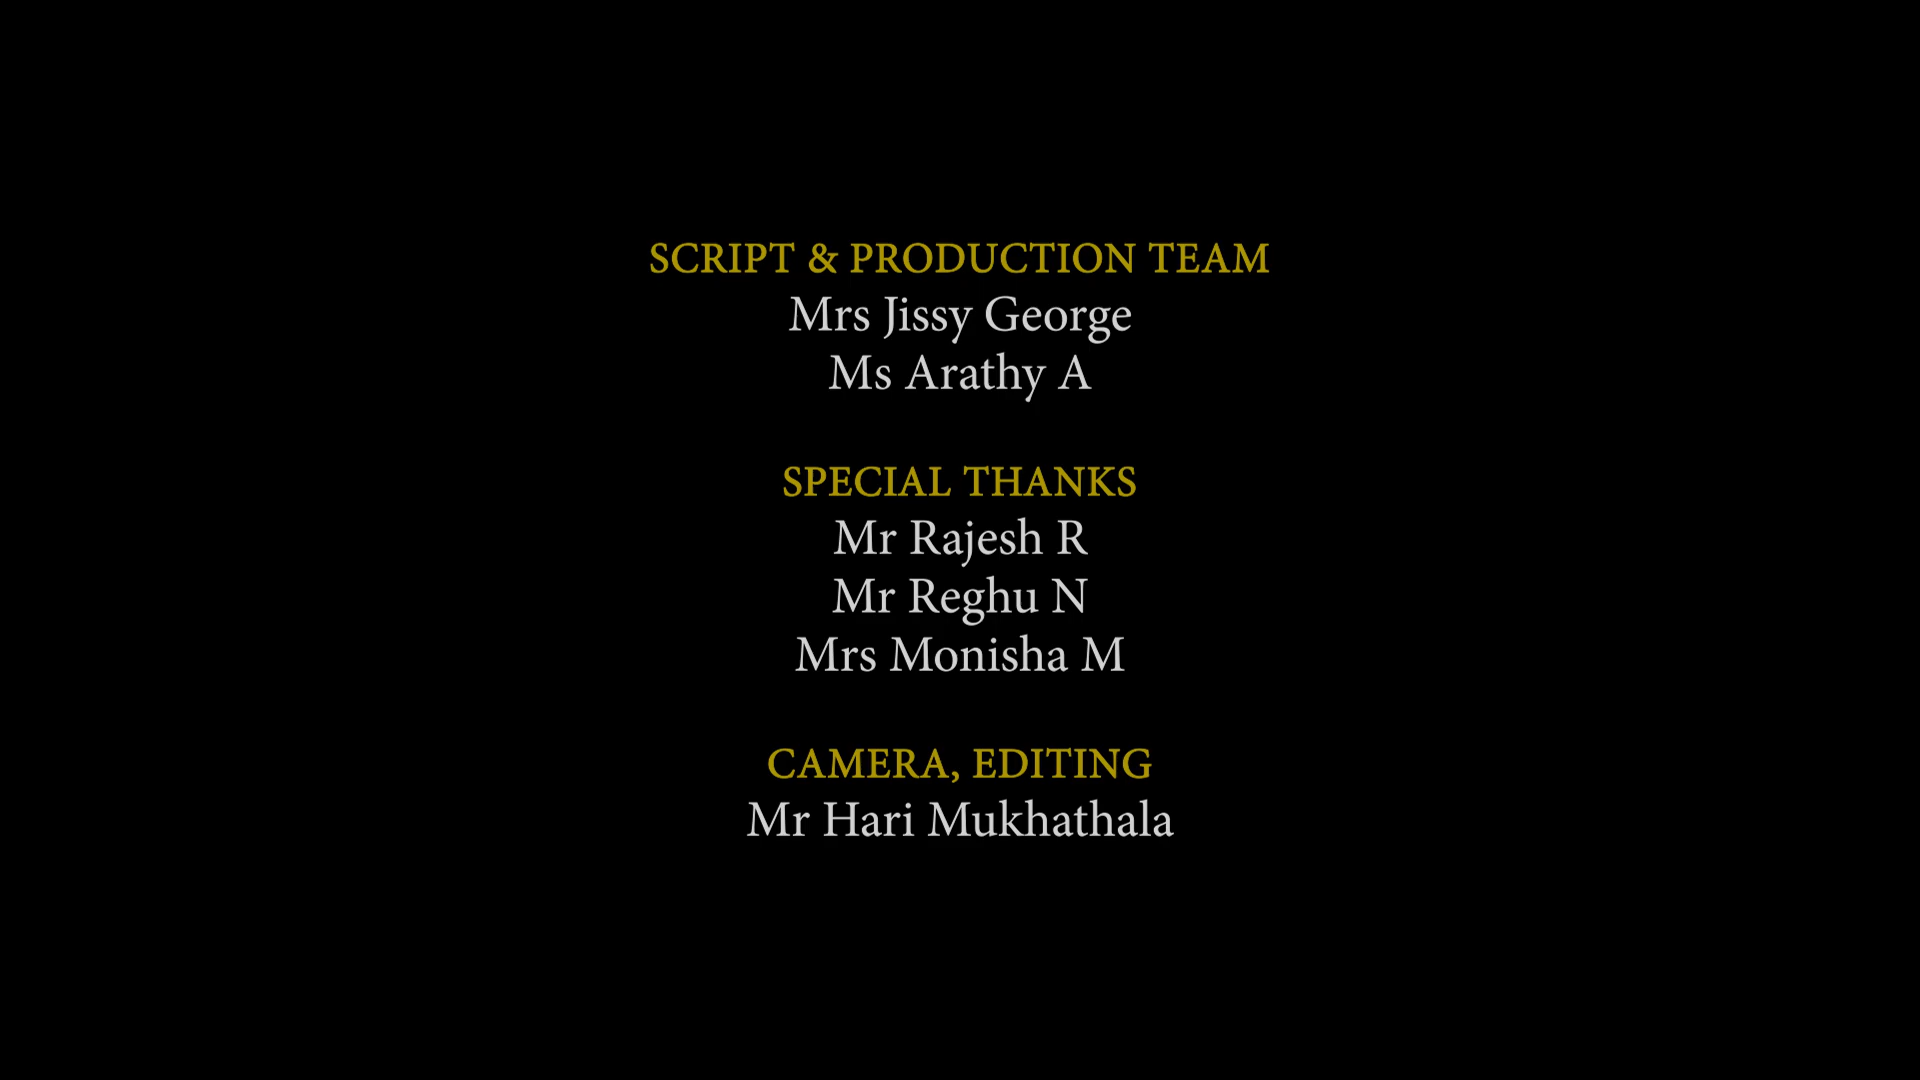 SCRIPT & PRODUCTION TEAM
Mrs Jissy George
Ms Arathy A
SPECIAL THANKS
Mr Rajesh R
Mr Reghu N
Mrs Monisha M
CAMERA, EDITING
Mr Hari Mukhathala